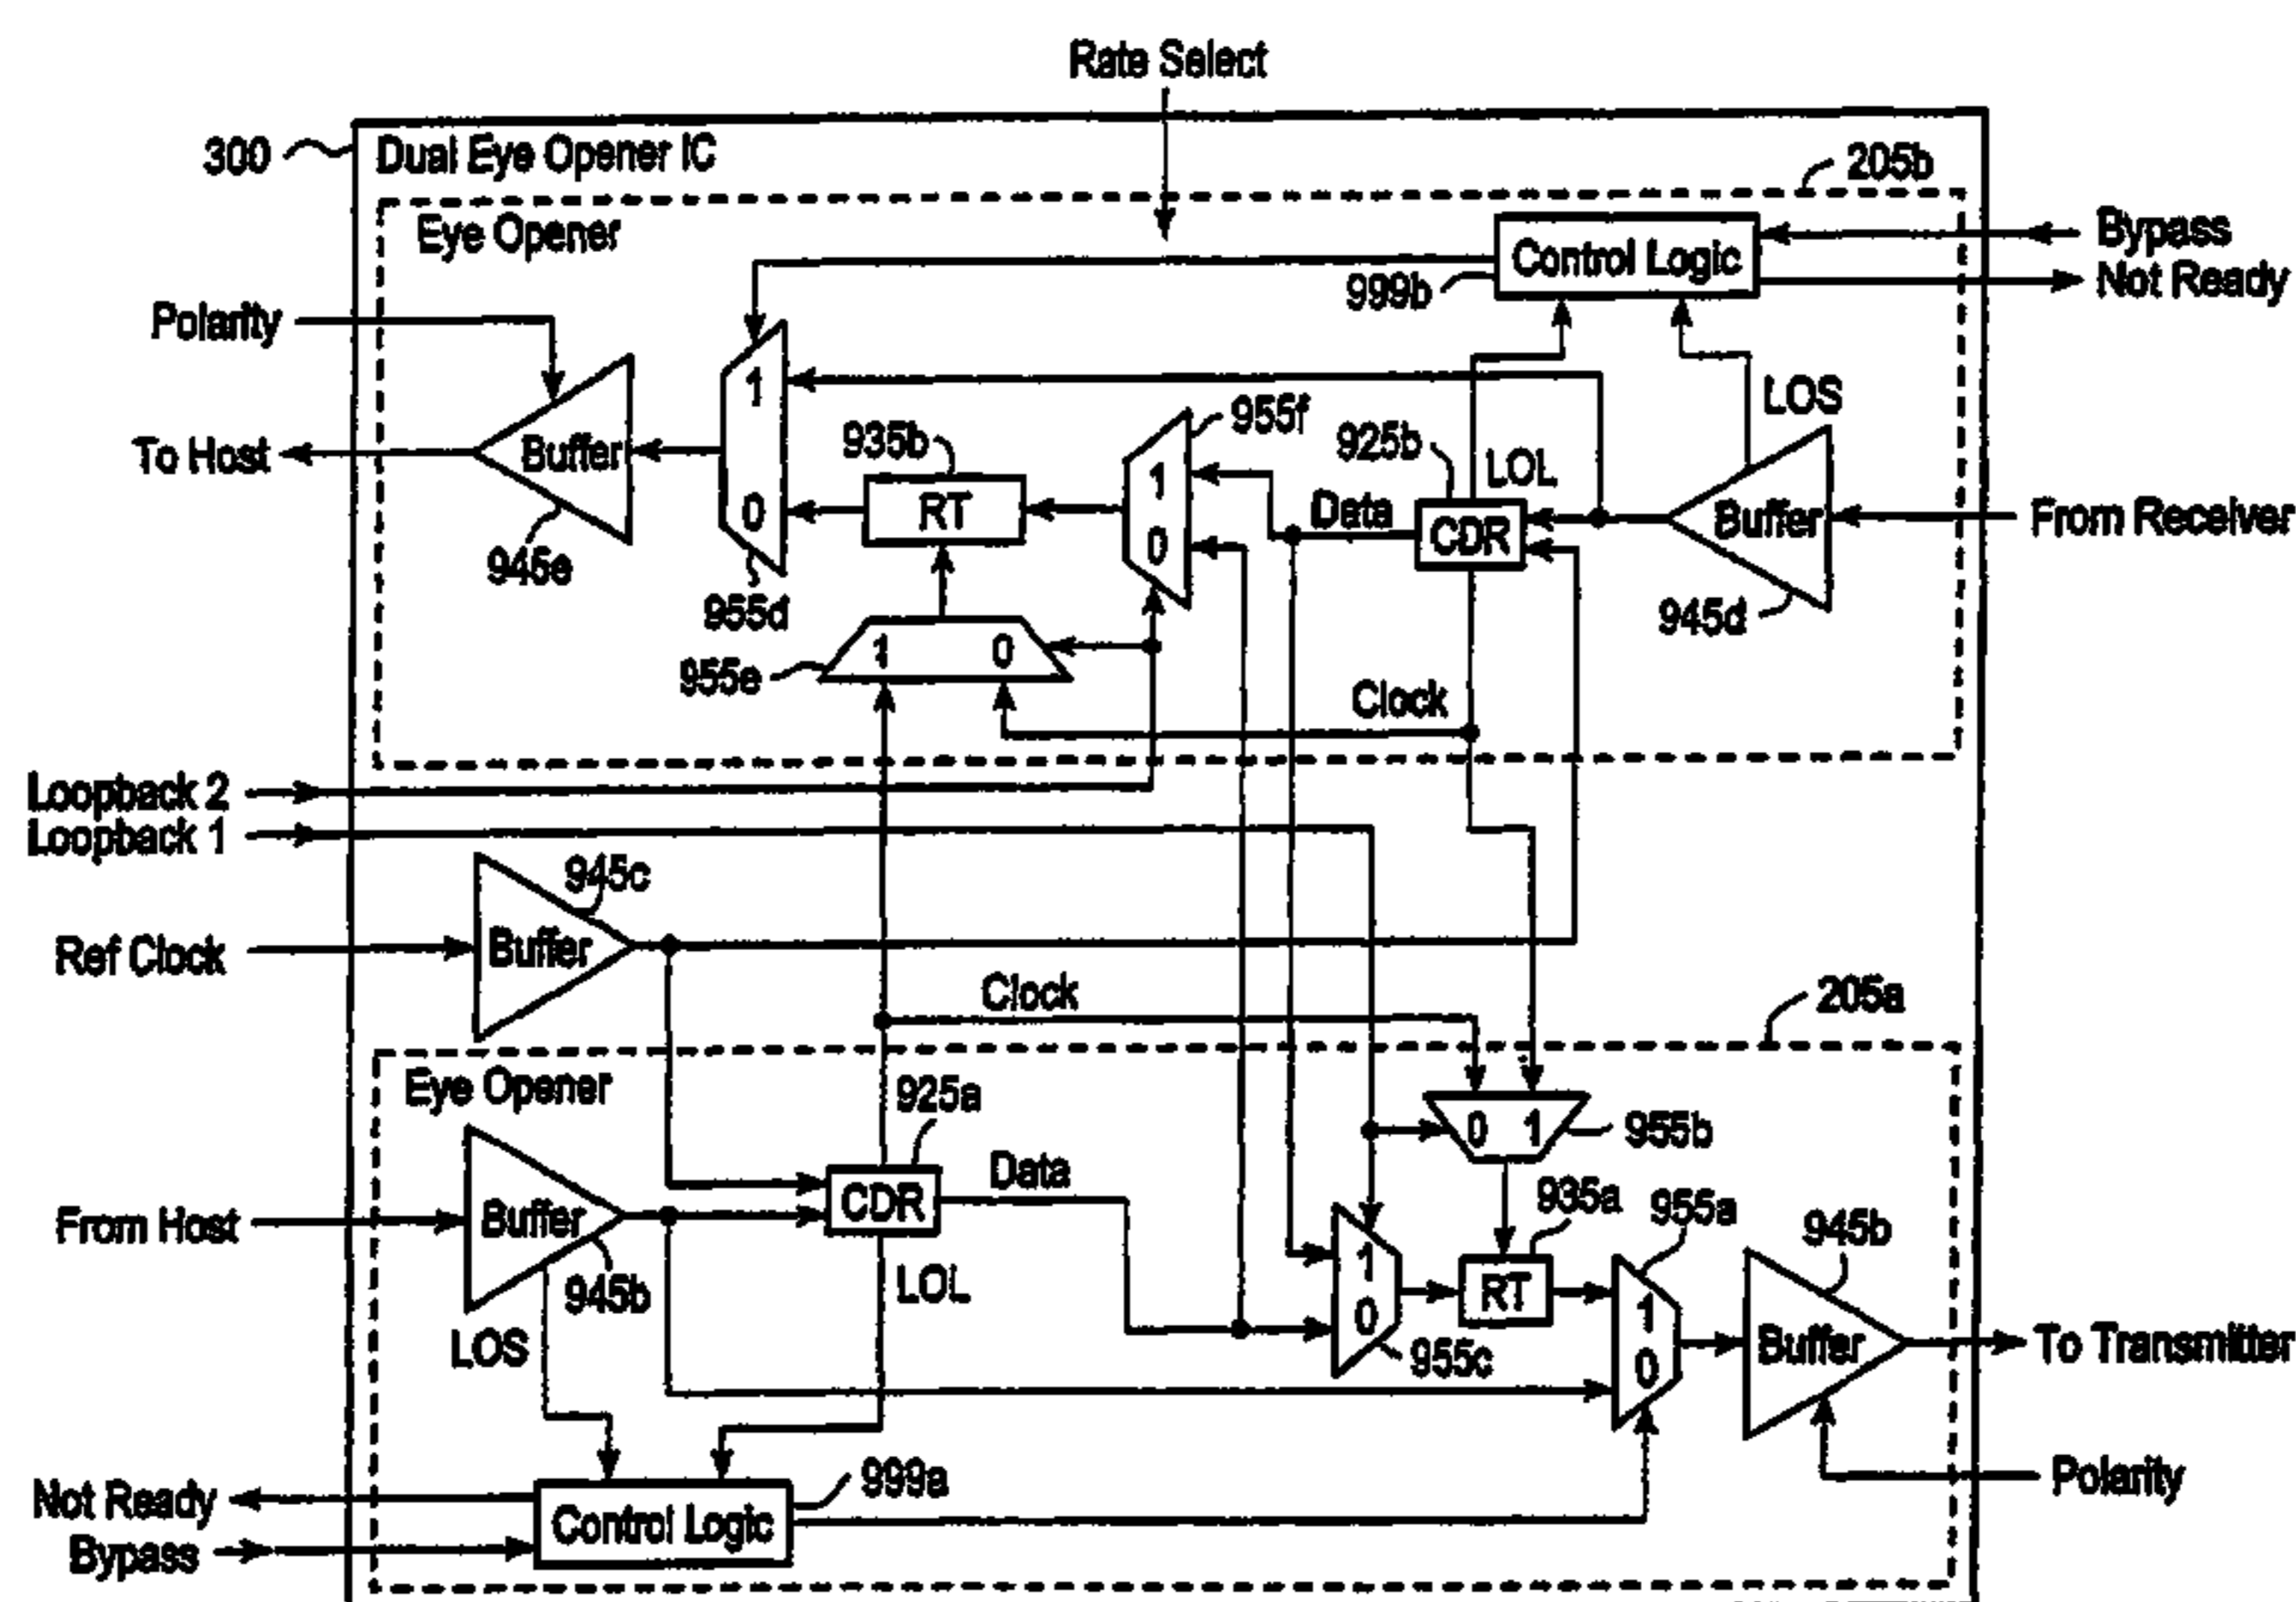 Rate Select
300
Dual Eye Opener IC
205b
Eye Opener
Control Logic
Bypass
999b
Not Ready
Polarity
1
LOS
955f
935b
925b
Buffer
To Host
1
LOL
RT
Data
0
Buffer
From Receiver
CDR
0
945e
955d
945d
1 0
955e
Clock
Loopback 2
Loopback 1
945c
Buffer
Ref Clock
Clock
205a
Eye Opener
925a
0 1
955b
Data
CDR
935a
955a
945b
From Host
Buffer
1
945b
LOL
RT
1
0
LOS
955c
Buffer
To Transmitter
0
Not Ready
999a
Polarity
Control Logic
Bypass